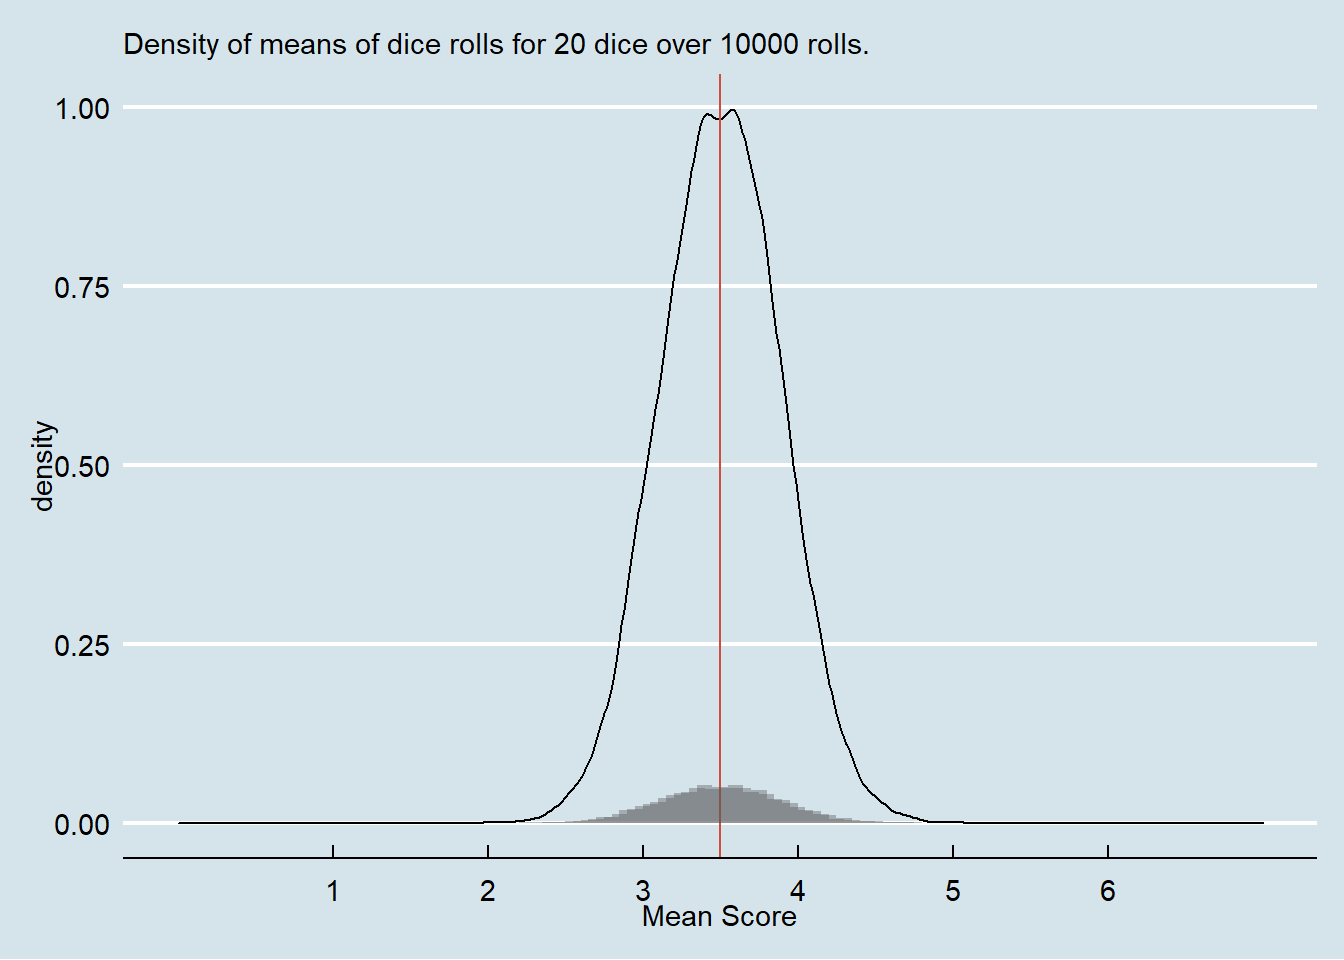 Density of means of dice rolls for 20 dice over 10000 rolls.
1.00
0.75
0.50
0.25
0.00
density
1 2 3 4 5 6
Mean Score